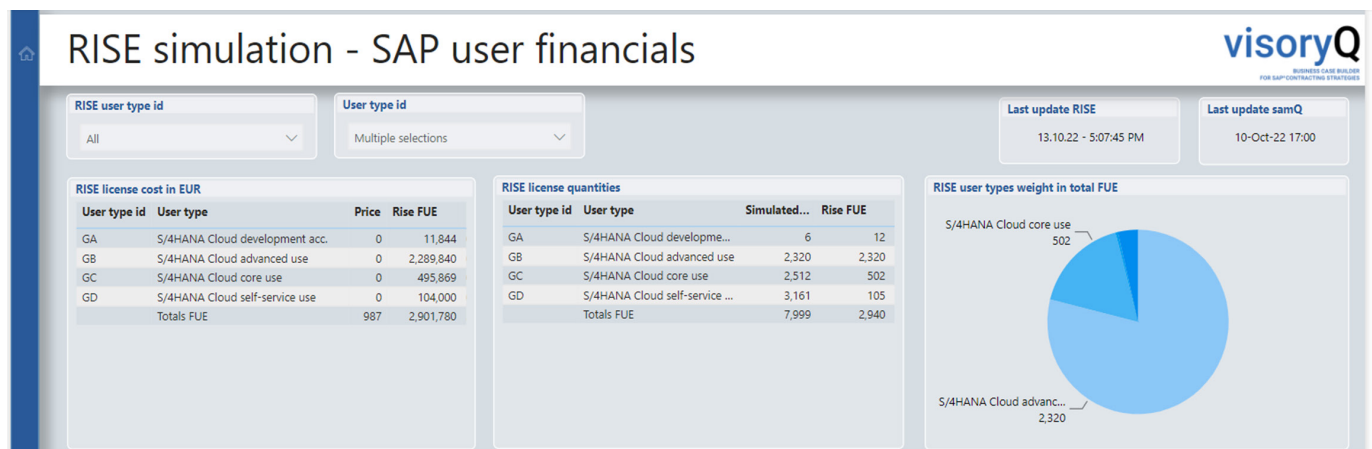 RISE simulation - SAP user financials
visoryQ
BUSINESS CASE BUILDER
FOR SAP® CONTRACTING STRATEGIES
RISE user type id
All
User type id
Multiple selections
Last update RISE
13.10.22 - 5:07:45 PM
Last update samQ
10-Oct-22 17:00
RISE license cost in EUR
User type id User type Price Rise FUE
GA S/4HANA Cloud development acc. 0 11,844
GB S/4HANA Cloud advanced use 0 2,289,840
GC S/4HANA Cloud core use 0 495,869
GD S/4HANA Cloud self-service use 0 104,000
Totals FUE 987 2,901,780
RISE license quantities
User type id User type Simulated... Rise FUE
GA S/4HANA Cloud developme... 6 12
GB S/4HANA Cloud advanced use 2,320 2,320
GC S/4HANA Cloud core use 2,512 502
GD S/4HANA Cloud self-service ... 3,161 105
Totals FUE 7,999 2,940
RISE user types weight in total FUE
S/4HANA Cloud core use
502
S/4HANA Cloud advanc...
2,320